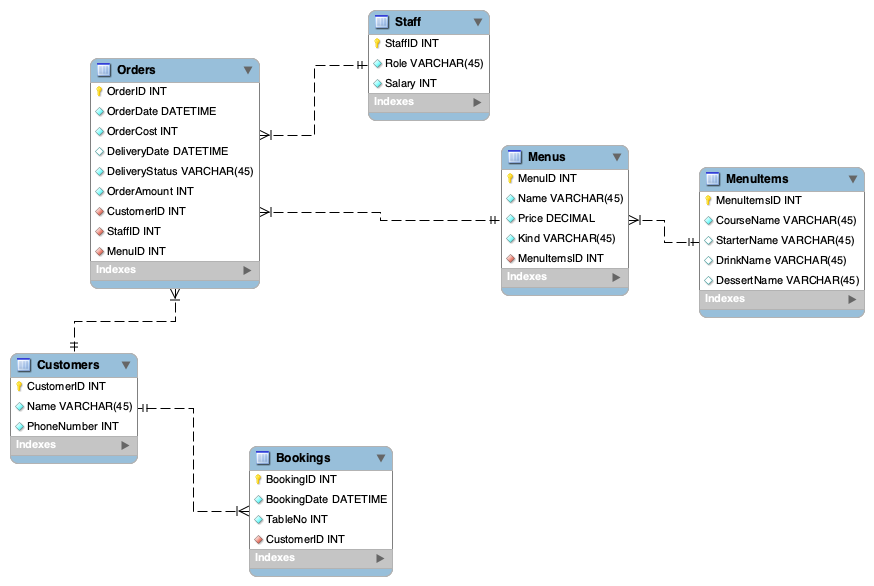 Staff
StaffID INT
Role VARCHAR(45)
Salary INT
Indexes
Orders
OrderID INT
OrderDate DATETIME
OrderCost INT
DeliveryDate DATETIME
DeliveryStatus VARCHAR(45)
OrderAmount INT
CustomerID INT
StaffID INT
MenuID INT
Indexes
Menus
MenuID INT
Name VARCHAR(45)
Price DECIMAL
Kind VARCHAR(45)
MenuItemsID INT
Indexes
MenuItems
MenuItemsID INT
CourseName VARCHAR(45)
StarterName VARCHAR(45)
DrinkName VARCHAR(45)
DessertName VARCHAR(45)
Indexes
Customers
CustomerID INT
Name VARCHAR(45)
PhoneNumber INT
Indexes
Bookings
BookingID INT
BookingDate DATETIME
TableNo INT
CustomerID INT
Indexes